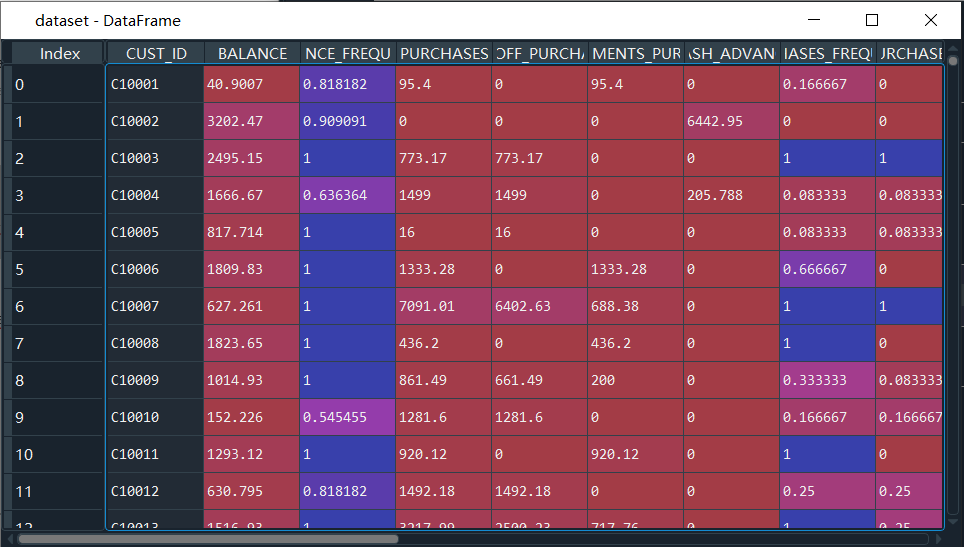 dataset - DataFrame
Index CUST_ID BALANCE NCE_FREQU PURCHASES OFF_PURCHA MENTS_PUR SH_ADVAN ASES_FREQU URCHASE
0 C10001 40.9007 0.818182 95.4 0 95.4 0 0.166667 0
1 C10002 3202.47 0.909091 0 0 0 6442.95 0 0
2 C10003 2495.15 1 773.17 773.17 0 0 1 1
3 C10004 1666.67 0.636364 1499 1499 0 205.788 0.083333 0.083333
4 C10005 817.714 1 16 16 0 0 0.083333 0.083333
5 C10006 1809.83 1 1333.28 0 1333.28 0 0.666667 0
6 C10007 627.261 1 7091.01 6402.63 688.38 0 1 1
7 C10008 1823.65 1 436.2 0 436.2 0 1 0
8 C10009 1014.93 1 861.49 661.49 200 0 0.333333 0.083333
9 C10010 152.226 0.545455 1281.6 1281.6 0 0 0.166667 0.166667
10 C10011 1293.12 1 920.12 0 920.12 0 1 0
11 C10012 630.795 0.818182 1492.18 1492.18 0 0 0.25 0.25
12 C10013 1516.93 1 3217.99 2500.23 717.76 0 1 0.25